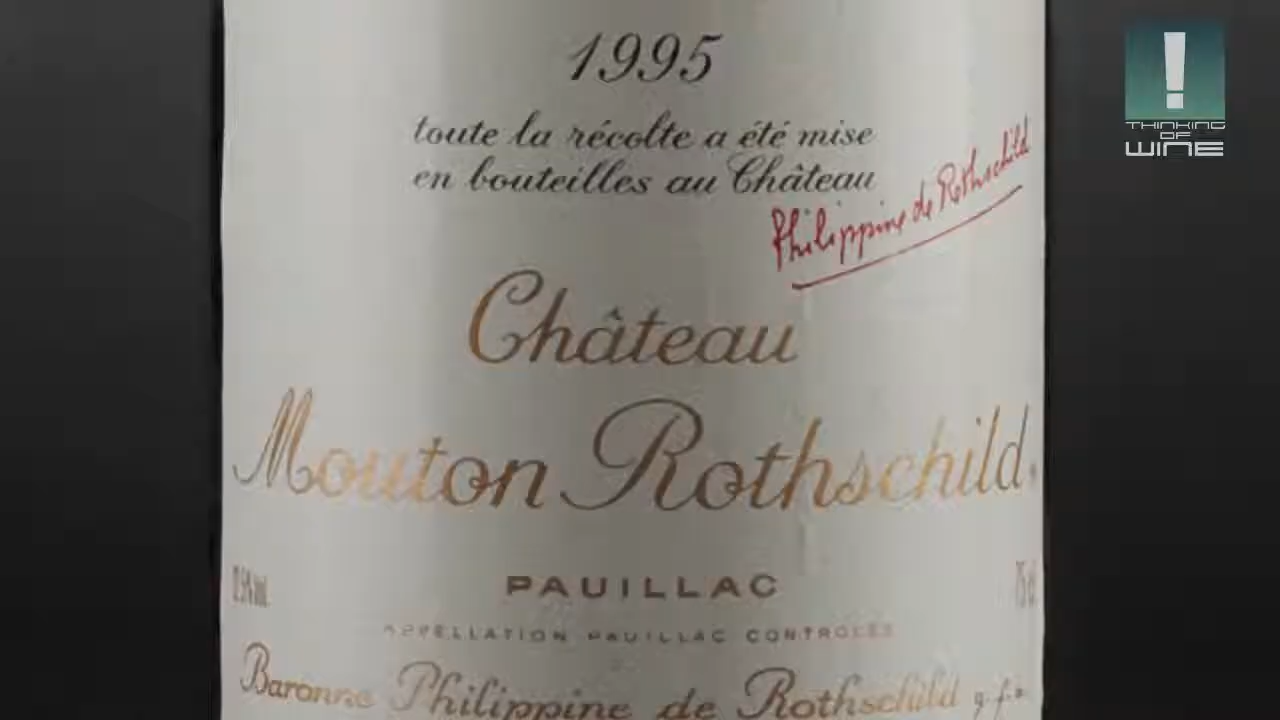 1995
toute la récolte a été mise
en bouteilles au Château
Philippine de Rothschild
Château
Mouton Rothschild
PAUILLAC
APPELLATION PAUILLAC CONTROLÉE
Baronne Philippine de Rothschild g.f.a.
THINKING
OF
WINE